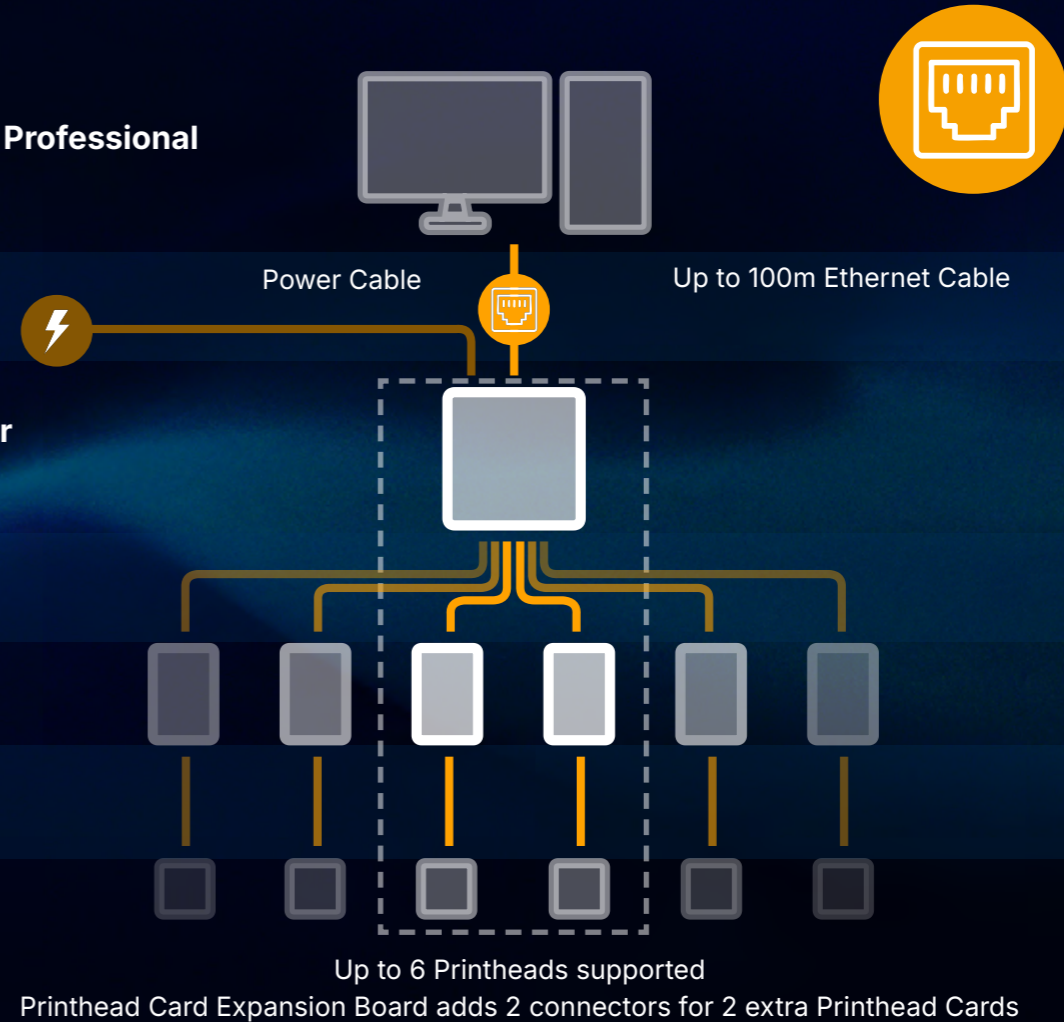 Professional
Power Cable
Up to 100m Ethernet Cable
r
Up to 6 Printheads supported
Printhead Card Expansion Board adds 2 connectors for 2 extra Printhead Cards